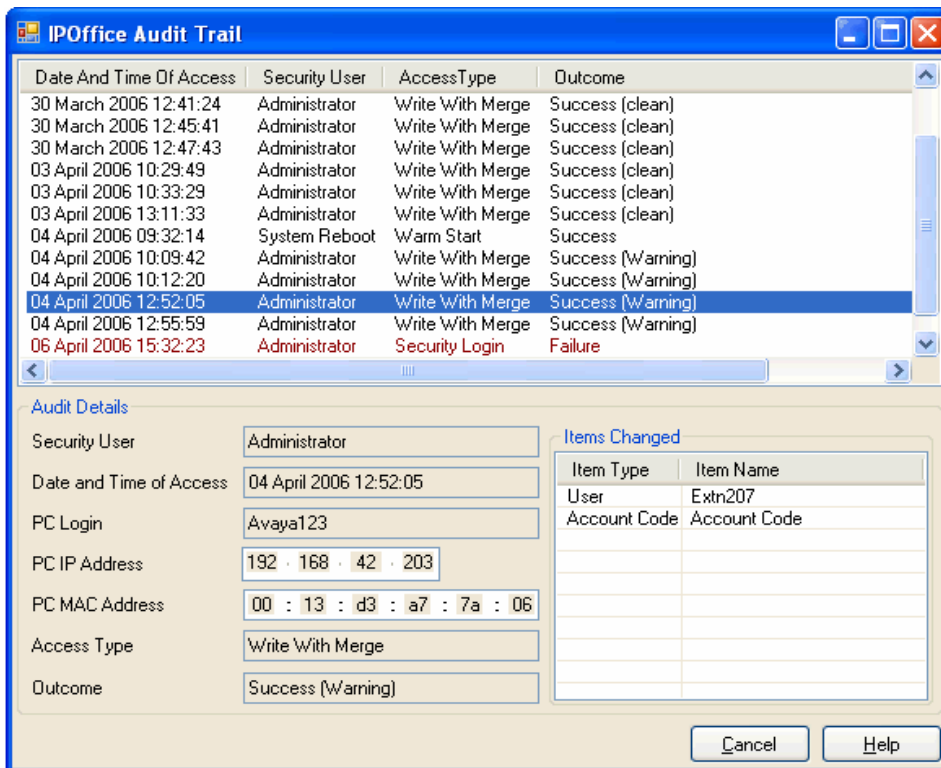 IPOffice Audit Trail
Date And Time Of Access Security User AccessType Outcome
30 March 2006 12:41:24 Administrator Write With Merge Success (clean)
30 March 2006 12:45:41 Administrator Write With Merge Success (clean)
30 March 2006 12:47:43 Administrator Write With Merge Success (clean)
03 April 2006 10:29:49 Administrator Write With Merge Success (clean)
03 April 2006 10:33:29 Administrator Write With Merge Success (clean)
03 April 2006 13:11:33 Administrator Write With Merge Success (clean)
04 April 2006 09:32:14 System Reboot Warm Start Success
04 April 2006 10:09:42 Administrator Write With Merge Success (Warning)
04 April 2006 10:12:20 Administrator Write With Merge Success (Warning)
04 April 2006 12:52:05 Administrator Write With Merge Success (Warning)
04 April 2006 12:55:59 Administrator Write With Merge Success (Warning)
06 April 2006 15:32:23 Administrator Security Login Failure
Audit Details
Security User Administrator
Date and Time of Access 04 April 2006 12:52:05
PC Login Avaya123
PC IP Address 192 . 168 . 42 . 203
PC MAC Address 00 : 13 : d3 : a7 : 7a : 06
Access Type Write With Merge
Outcome Success (Warning)
Items Changed
Item Type Item Name
User Extn207
Account Code Account Code
Cancel Help